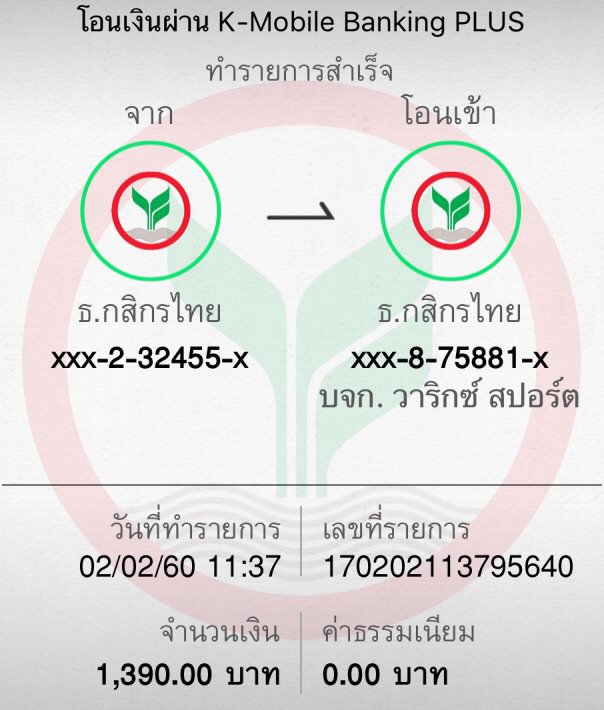 โอนเงินผ่าน K-Mobile Banking PLUS
ทำรายการสำเร็จ
จาก
โอนเข้า
ธ.กสิกรไทย
ธ.กสิกรไทย
xxx-2-32455-x
xxx-8-75881-x
บจก. วาริกซ์ สปอร์ต
วันที่ทำรายการ
เลขที่รายการ
02/02/60 11:37
170202113795640
จำนวนเงิน
ค่าธรรมเนียม
1,390.00 บาท
0.00 บาท